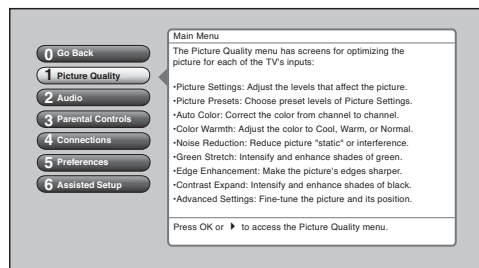 0 Go Back
1 Picture Quality
2 Audio
3 Parental Controls
4 Connections
5 Preferences
6 Assisted Setup
Main Menu
The Picture Quality menu has screens for optimizing the
picture for each of the TV's inputs:
•Picture Settings: Adjust the levels that affect the picture.
•Picture Presets: Choose preset levels of Picture Settings.
•Auto Color: Correct the color from channel to channel.
•Color Warmth: Adjust the color to Cool, Warm, or Normal.
•Noise Reduction: Reduce picture "static" or interference.
•Green Stretch: Intensify and enhance shades of green.
•Edge Enhancement: Make the picture's edges sharper.
•Contrast Expand: Intensify and enhance shades of black.
•Advanced Settings: Fine-tune the picture and its position.
Press OK or ▶ to access the Picture Quality menu.